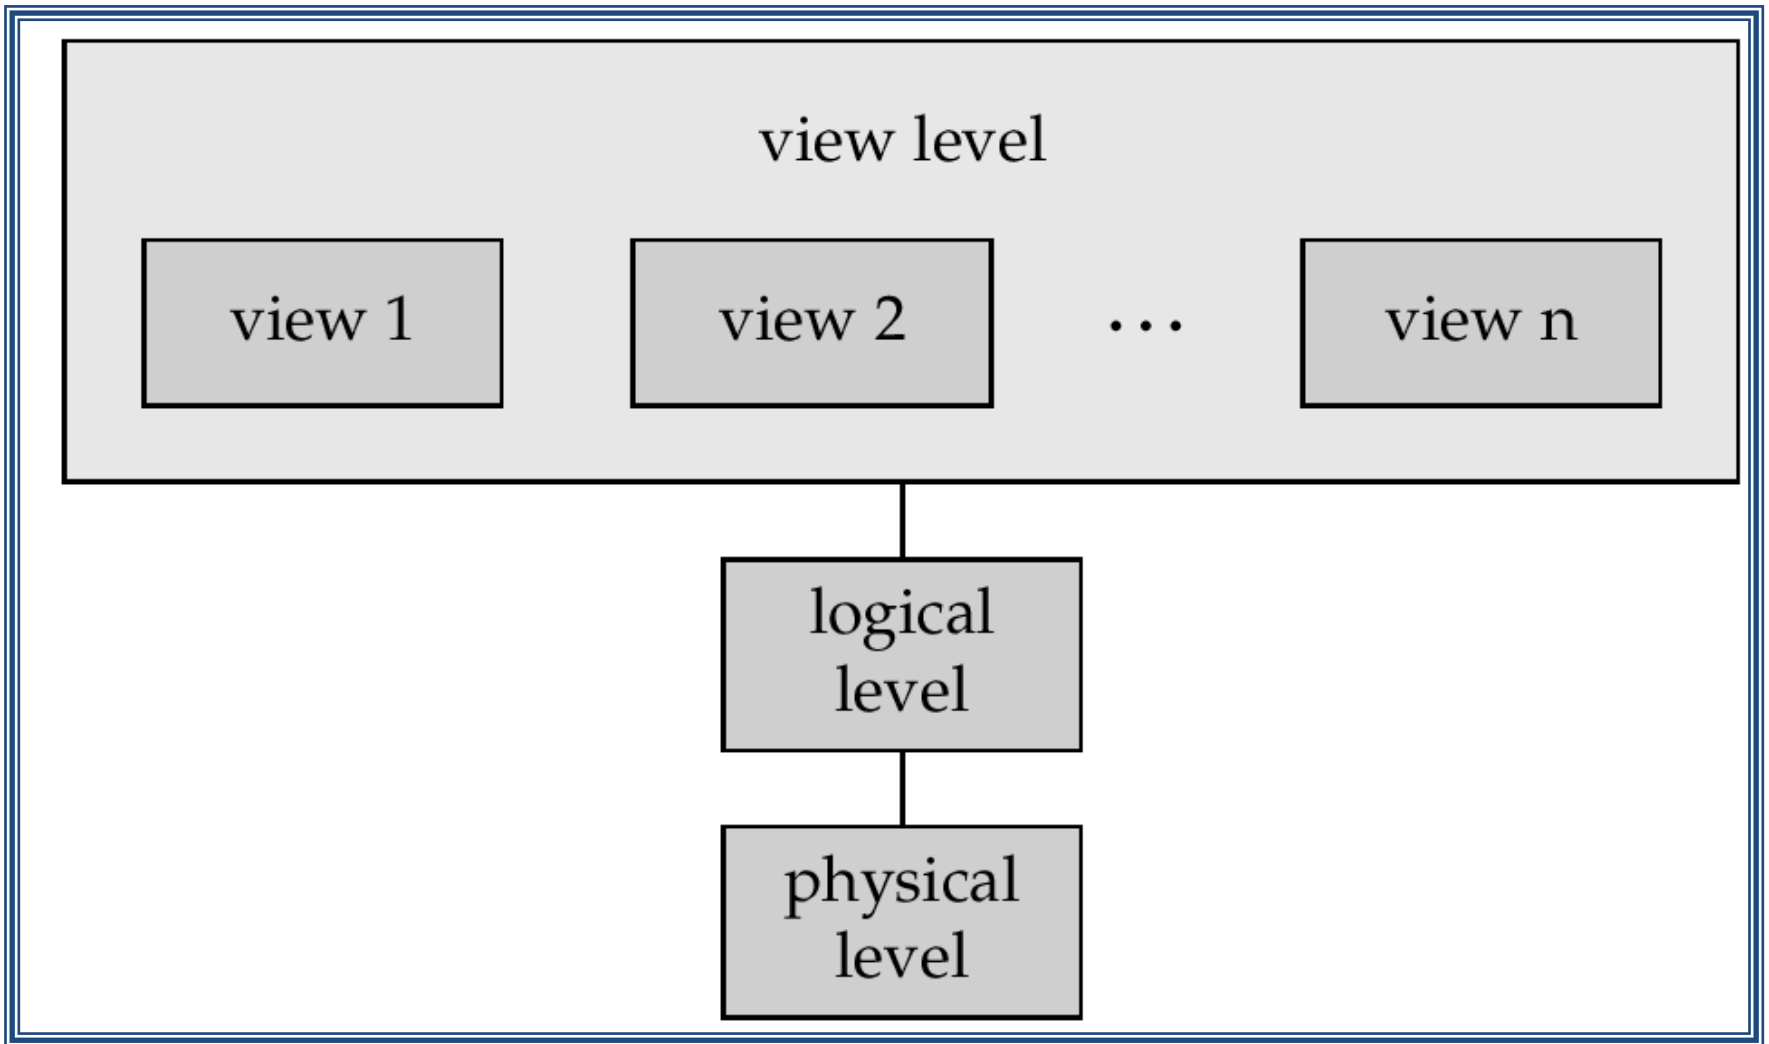 view level
view 1
view 2
...
view n
logical
level
physical
level